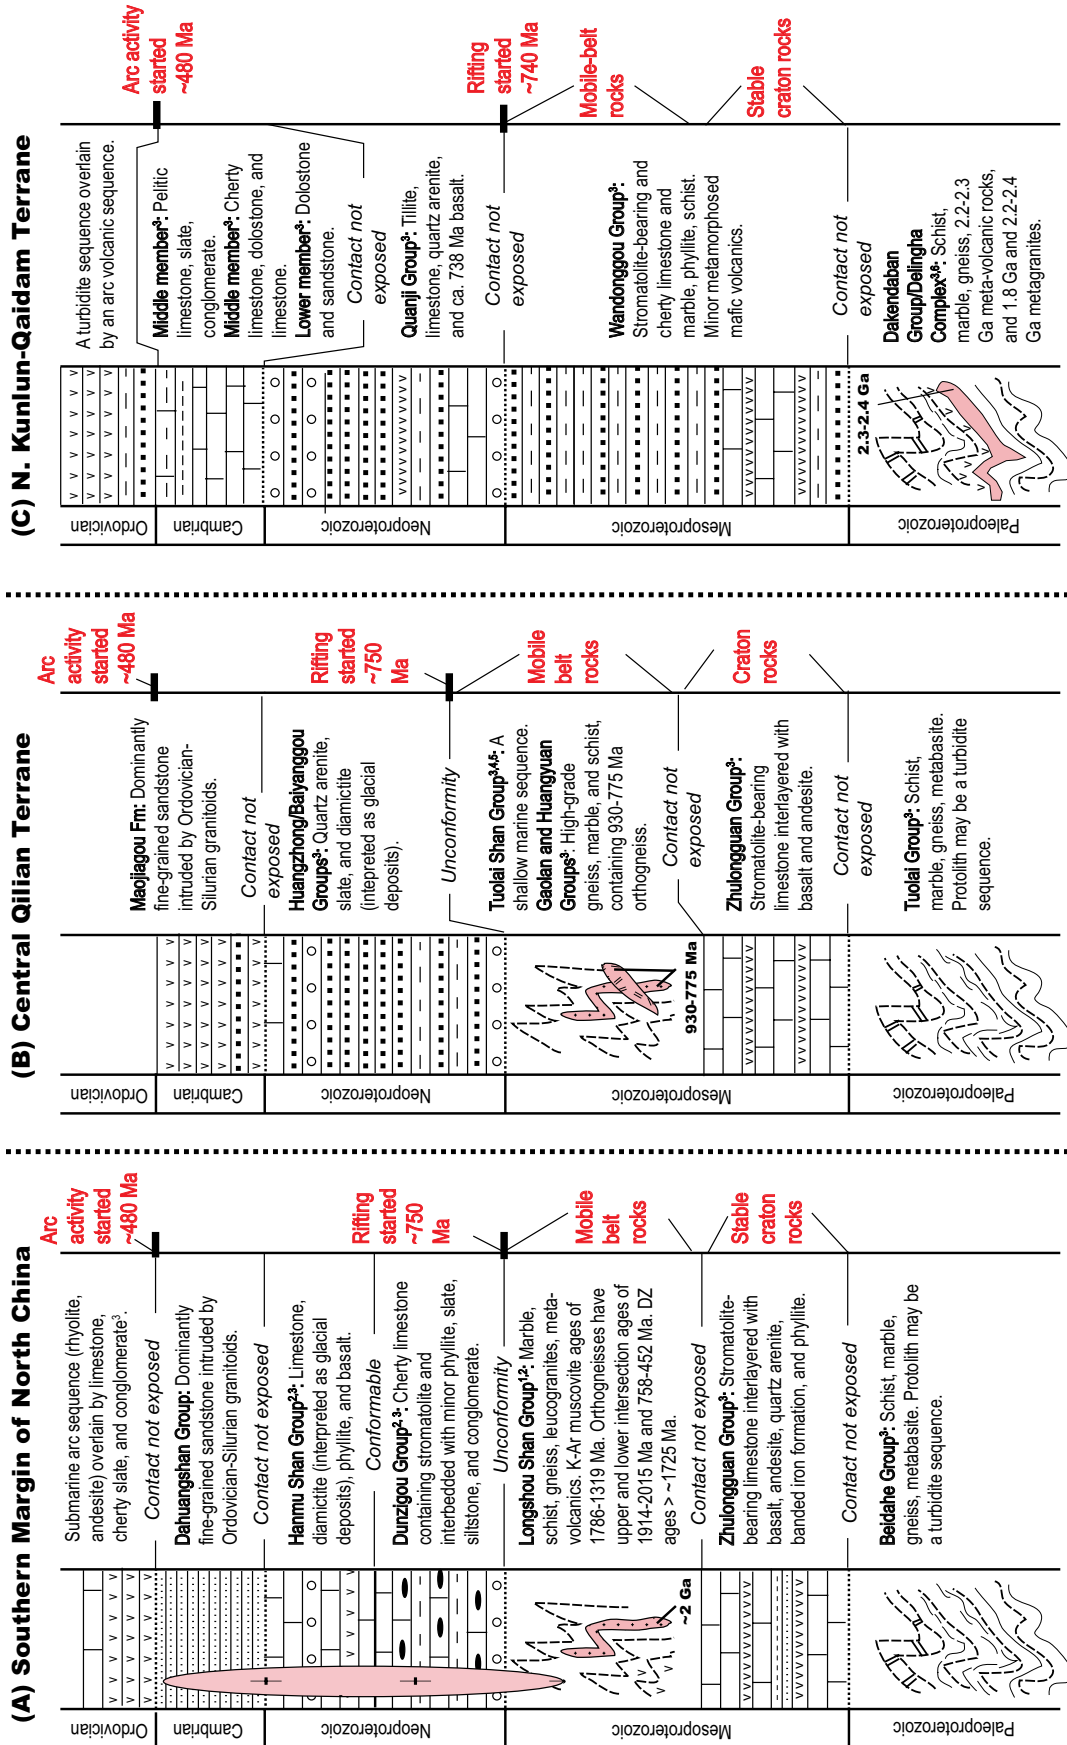 (A) Southern Margin of North China
Ordovician
Cambrian
Neoproterozoic
Mesoproterozoic
Paleoproterozoic
~2 Ga
Submarine arc sequence (rhyolite,
andesite) overlain by limestone,
cherty slate, and conglomerate3.
Contact not exposed
Dahuangshan Group: Dominantly
fine-grained sandstone intruded by
Ordovician-Silurian granitoids.
Contact not exposed
Hanmu Shan Group2-3: Limestone,
diamictite (interpreted as glacial
deposits), phyllite, and basalt.
Conformable
Dunzigou Group2, 3: Cherty limestone
containing stromatolite and
interbedded with minor phyllite, slate,
siltstone, and conglomerate.
Unconformity
Longshou Shan Group1,2: Marble,
schist, gneiss, leucogranites, meta-
volcanics. K-Ar muscovite ages of
1786-1319 Ma. Orthogneisses have
upper and lower intersection ages of
1914-2015 Ma and 758-452 Ma. DZ
ages > ~1725 Ma.
Contact not exposed
Zhulongguan Group3: Stromatolite-
bearing limestone interlayered with
basalt, andesite, quartz arenite,
banded iron formation, and phyllite.
Contact not exposed
Beidahe Group3: Schist, marble,
gneiss, metabasite. Protolith may be
a turbidite sequence.
Arc
activity
started
~480 Ma
Rifting
started
~750
Ma
Mobile
belt
rocks
Stable
craton
rocks
(B) Central Qilian Terrane
Ordovician
Cambrian
Neoproterozoic
Mesoproterozoic
Paleoproterozoic
930-775 Ma
Maojiagou Fm: Dominantly
fine-grained sandstone
intruded by Ordovician-
Silurian granitoids.
Contact not
exposed
Huangzhong/Baiyanggou
Groups3: Quartz arenite,
slate, and diamictite
(intepreted as glacial
deposits).
Unconformity
Tuolai Shan Group3,4,5: A
shallow marine sequence.
Gaolan and Huangyuan
Groups3: High-grade
gneiss, marble, and schist,
containing 930-775 Ma
orthogneiss.
Contact not
exposed
Zhulongguan Group3:
Stromatolite-bearing
limestone interlayered with
basalt and andesite.
Contact not
exposed
Tuolai Group3: Schist,
marble, gneiss, metabasite.
Protolith may be a turbidite
sequence.
Arc
activity
started
~480 Ma
Rifting
started
~750
Ma
Mobile
belt
rocks
Craton
rocks
(C) N. Kunlun-Qaidam Terrane
Ordovician
Cambrian
Neoproterozoic
Mesoproterozoic
Paleoproterozoic
2.3-2.4 Ga
A turbidite sequence overlain
by an arc volcanic sequence.
Middle member3: Pelitic
limestone, slate,
conglomerate.
Middle member3: Cherty
limestone, dolostone, and
limestone.
Lower member3: Dolostone
and sandstone.
Contact not
exposed
Quanji Group3: Tillite,
limestone, quartz arenite,
and ca. 738 Ma basalt.
Contact not
exposed
Wandonggou Group3:
Stromatolite-bearing and
cherty limestone and
marble, phyllite, schist.
Minor metamorphosed
mafic volcanics.
Contact not
exposed
Dakendaban
Group/Delingha
Complex3,6: Schist,
marble, gneiss, 2.2-2.3
Ga meta-volcanic rocks,
and 1.8 Ga and 2.2-2.4
Ga metagranites.
Arc activity
started
~480 Ma
Rifting
started
~740 Ma
Mobile-belt
rocks
Stable
craton rocks